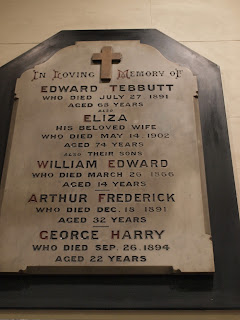 In Loving Memory of
EDWARD TEBBUTT
WHO DIED JULY 27. 1891
AGED 65 YEARS
ALSO
ELIZA
HIS BELOVED WIFE
WHO DIED MAY 14, 1902
AGED 74 YEARS
ALSO THEIR SONS
WILLIAM EDWARD
WHO DIED MARCH 26. 1866
AGED 14 YEARS
ARTHUR FREDERICK
WHO DIED DEC. 18. 1891
AGED 32 YEARS
GEORGE HARRY
WHO DIED SEP. 26. 1894
AGED 22 YEARS